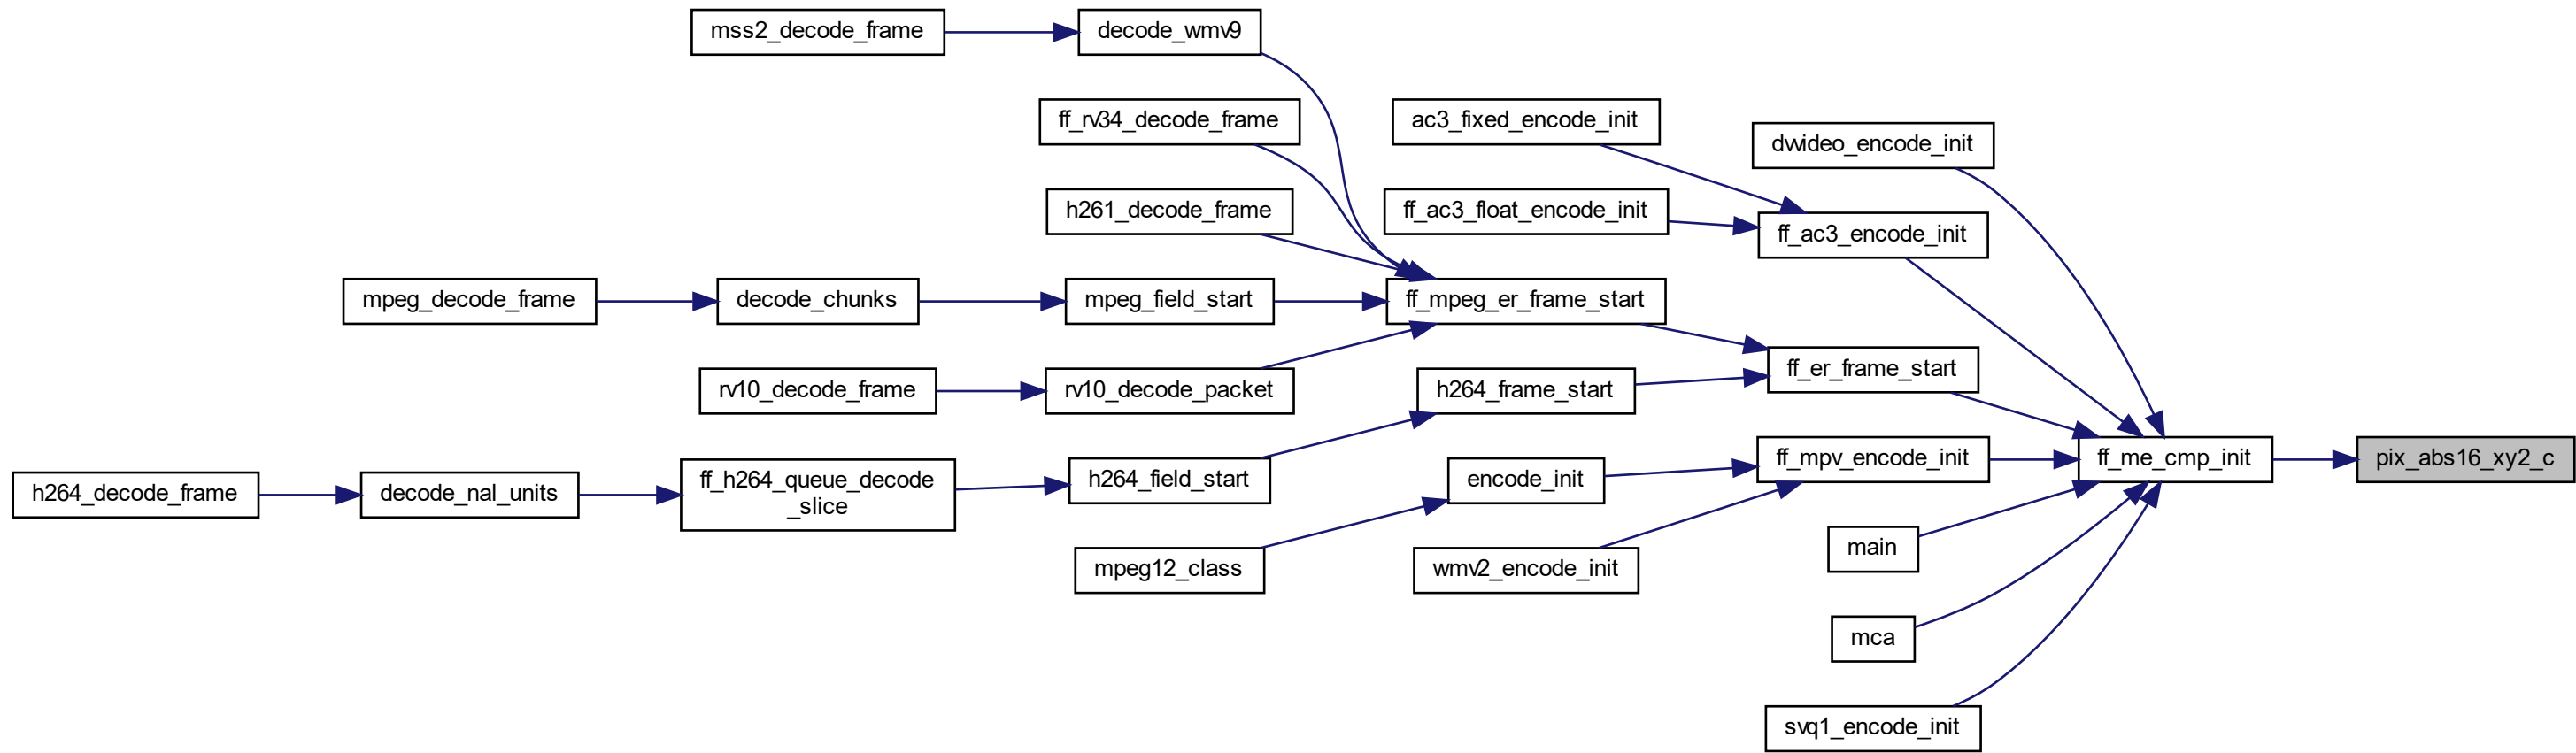 mss2_decode_frame
decode_wmv9
ff_rv34_decode_frame
ac3_fixed_encode_init
dvvideo_encode_init
h261_decode_frame
ff_ac3_float_encode_init
ff_ac3_encode_init
mpeg_decode_frame
decode_chunks
mpeg_field_start
ff_mpeg_er_frame_start
ff_er_frame_start
rv10_decode_frame
rv10_decode_packet
h264_frame_start
ff_mpv_encode_init
ff_me_cmp_init
pix_abs16_xy2_c
h264_decode_frame
decode_nal_units
ff_h264_queue_decode
_slice
h264_field_start
encode_init
main
mpeg12_class
wmv2_encode_init
mca
svq1_encode_init